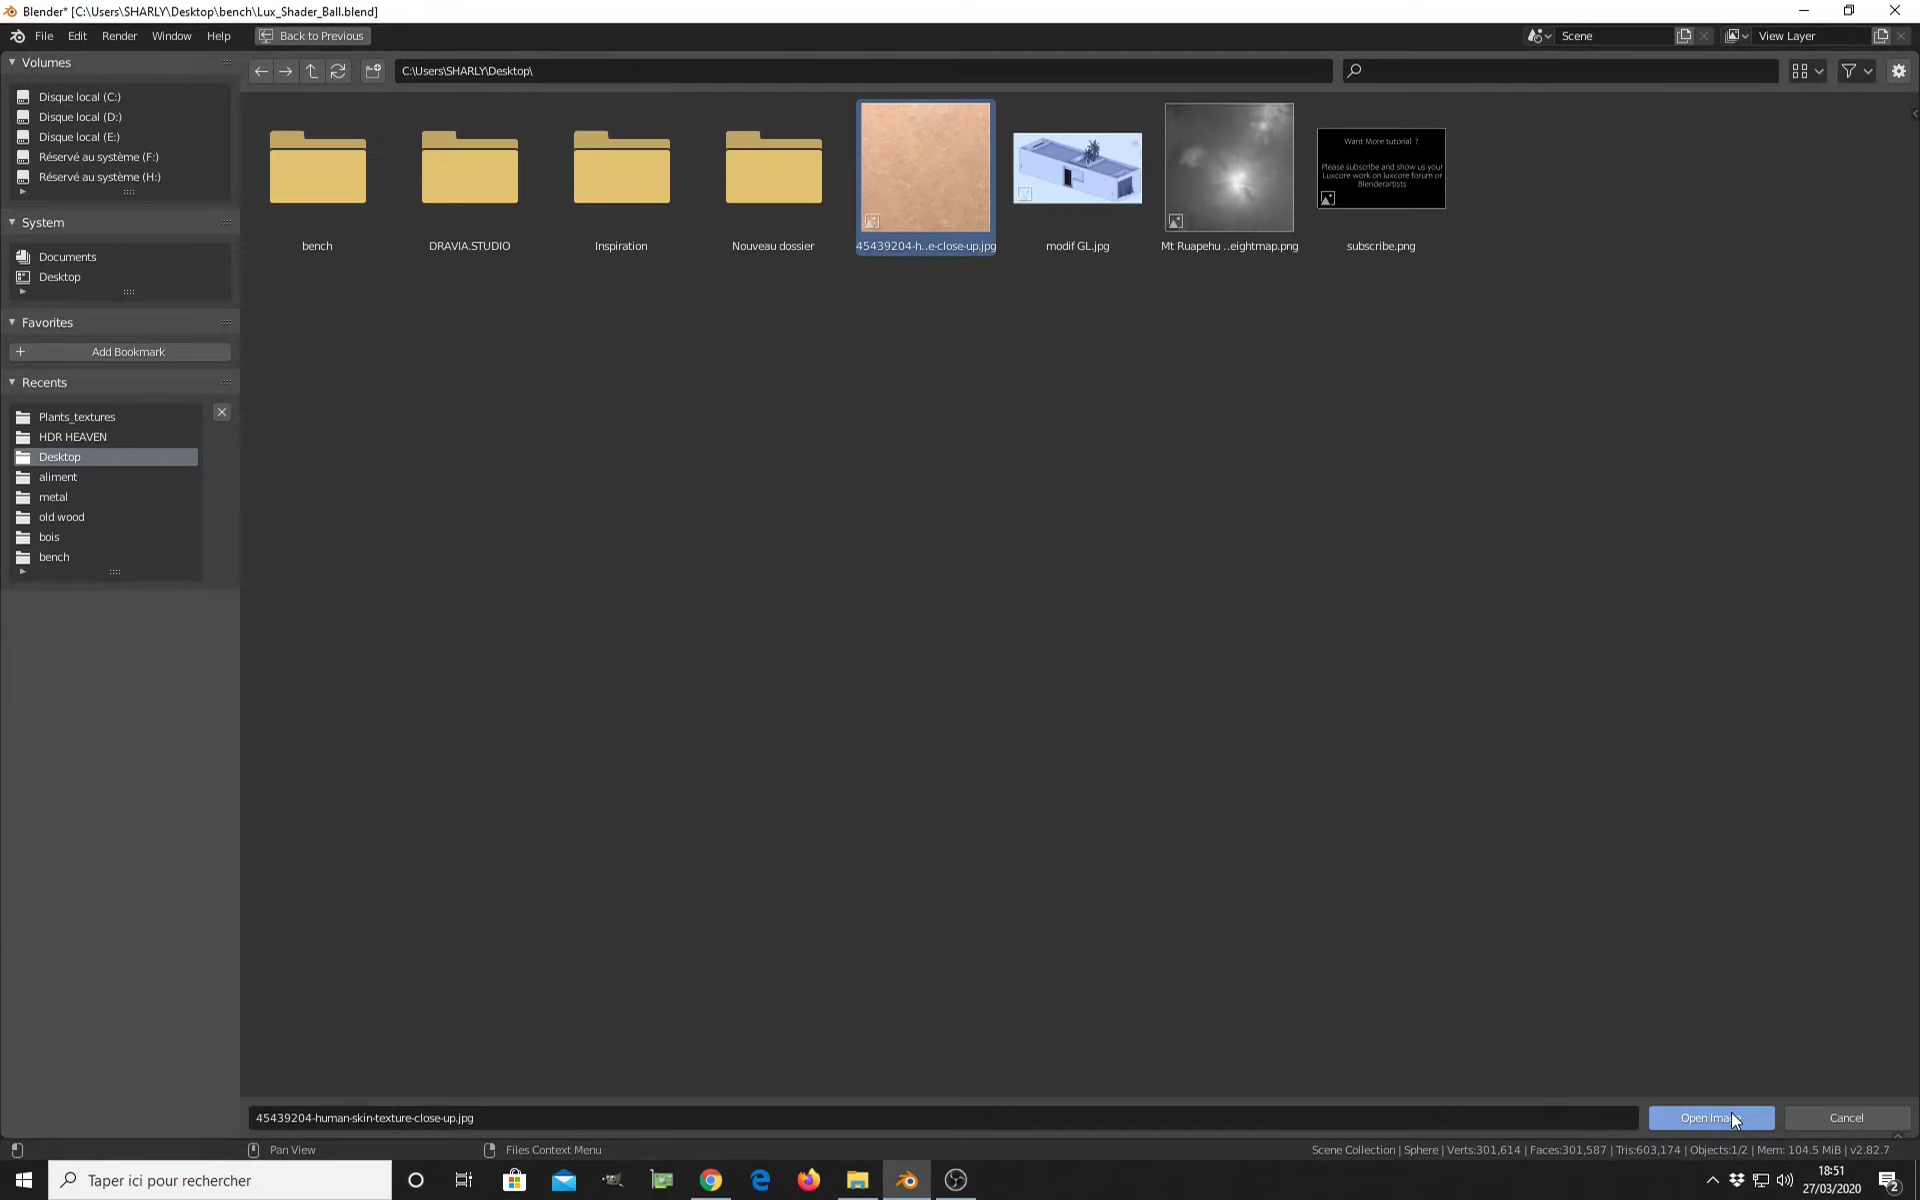 Blender* [C:\Users\SHARLY\Desktop\bench\Lux_Shader_Ball.blend]
File Edit Render Window Help Back to Previous Scene View Layer
Volumes
Disque local (C:)
Disque local (D:)
Disque local (E:)
Réservé au système (F:)
Réservé au système (H:)
System
Documents
Desktop
Favorites
Add Bookmark
Recents
Plants_textures
HDR HEAVEN
Desktop
aliment
metal
old wood
bois
bench
C:\Users\SHARLY\Desktop\
Want More tutorial ?
Please subscribe and show us your
Luxcore work on luxcore forum or
Blenderartists
bench DRAVIA.STUDIO Inspiration Nouveau dossier 45439204-h..e-close-up.jpg modif GL.jpg Mt Ruapehu ..eightmap.png subscribe.png
45439204-human-skin-texture-close-up.jpg
Open Cancel
Pan View Files Context Menu Scene Collection | Sphere | Verts:301,614 | Faces:301,587 | Tris:603,174 | Objects:1/2 | Mem: 104.5 MiB | v2.82.7
Taper ici pour rechercher
18:51
27/03/2020
2